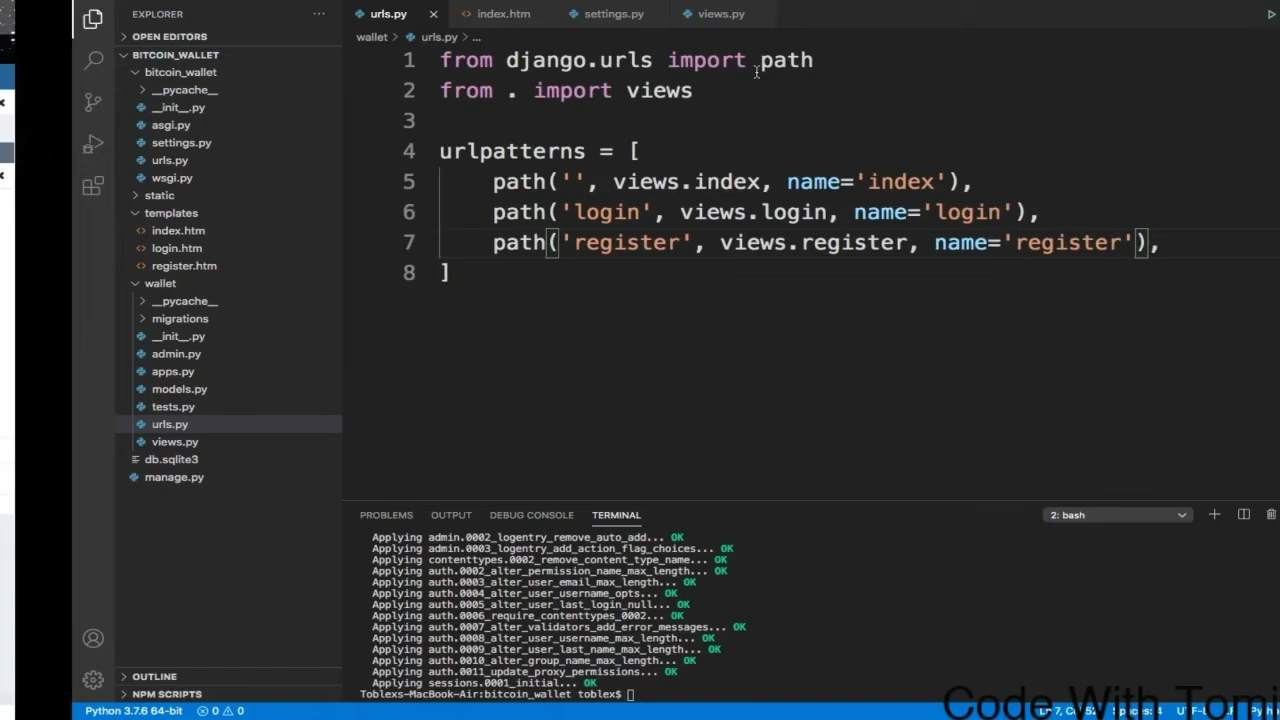 EXPLORER
OPEN EDITORS
BITCOIN_WALLET
bitcoin_wallet
__pycache__
__init__.py
asgi.py
settings.py
urls.py
wsgi.py
static
templates
index.htm
login.htm
register.htm
wallet
__pycache__
migrations
__init__.py
admin.py
apps.py
models.py
tests.py
urls.py
views.py
db.sqlite3
manage.py
OUTLINE
NPM SCRIPTS
urls.py index.htm settings.py views.py
wallet > urls.py > ...
1 from django.urls import path
2 from . import views
3
4 urlpatterns = [
5 path('', views.index, name='index'),
6 path('login', views.login, name='login'),
7 path('register', views.register, name='register'),
8 ]
PROBLEMS OUTPUT DEBUG CONSOLE TERMINAL 2: bash
Applying admin.0002_logentry_remove_auto_add... OK
Applying admin.0003_logentry_add_action_flag_choices... OK
Applying contenttypes.0002_remove_content_type_name... OK
Applying auth.0002_alter_permission_name_max_length... OK
Applying auth.0003_alter_user_email_max_length... OK
Applying auth.0004_alter_user_username_opts... OK
Applying auth.0005_alter_user_last_login_null... OK
Applying auth.0006_require_contenttypes_0002... OK
Applying auth.0007_alter_validators_add_error_messages... OK
Applying auth.0008_alter_user_username_max_length... OK
Applying auth.0009_alter_user_last_name_max_length... OK
Applying auth.0010_alter_group_name_max_length... OK
Applying auth.0011_update_proxy_permissions... OK
Applying sessions.0001_initial... OK
Toblexs-MacBook-Air:bitcoin_wallet toblex$
Code With Tomi
Python 3.7.6 64-bit 0 0